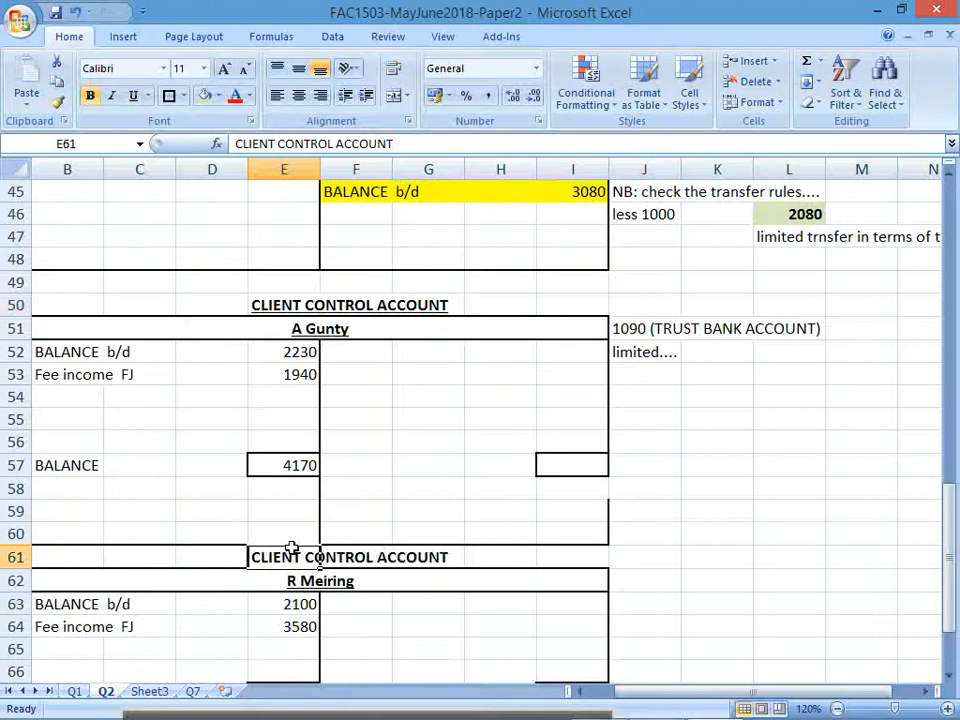 FAC1503-MayJune2018-Paper2 - Microsoft Excel
Home Insert Page Layout Formulas Data Review View Add-Ins
Paste Calibri 11 General Conditional Formatting Format as Table Cell Styles Insert Delete Format Sort & Filter Find & Select
B I U A $ % ,
Clipboard Font Alignment Number Styles Cells Editing
E61 fx CLIENT CONTROL ACCOUNT
B C D E F G H I J K L M N
45 BALANCE b/d 3080 NB: check the transfer rules....
46 less 1000 2080
47 limited trnsfer in terms of t
48
49
50 CLIENT CONTROL ACCOUNT
51 A Gunty 1090 (TRUST BANK ACCOUNT)
52 BALANCE b/d 2230 limited....
53 Fee income FJ 1940
54
55
56
57 BALANCE 4170
58
59
60
61 CLIENT CONTROL ACCOUNT
62 R Meiring
63 BALANCE b/d 2100
64 Fee income FJ 3580
65
66
Q1 Q2 Sheet3 Q7
Ready 120%